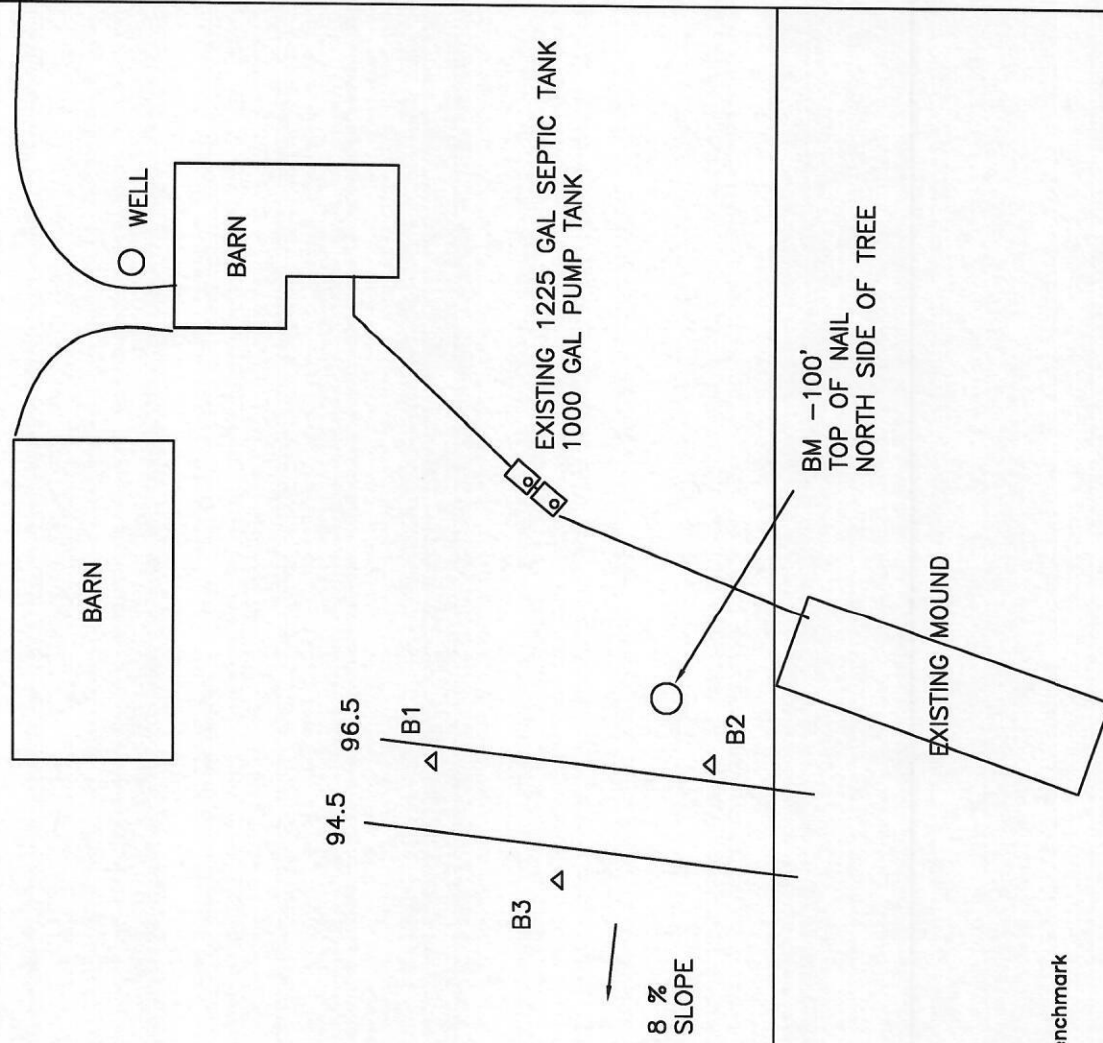 WELL
BARN
BARN
EXISTING 1225 GAL SEPTIC TANK
1000 GAL PUMP TANK
BM -100'
TOP OF NAIL
NORTH SIDE OF TREE
96.5
B1
94.5
B2
B3
8 %
SLOPE
EXISTING MOUND
enchmark